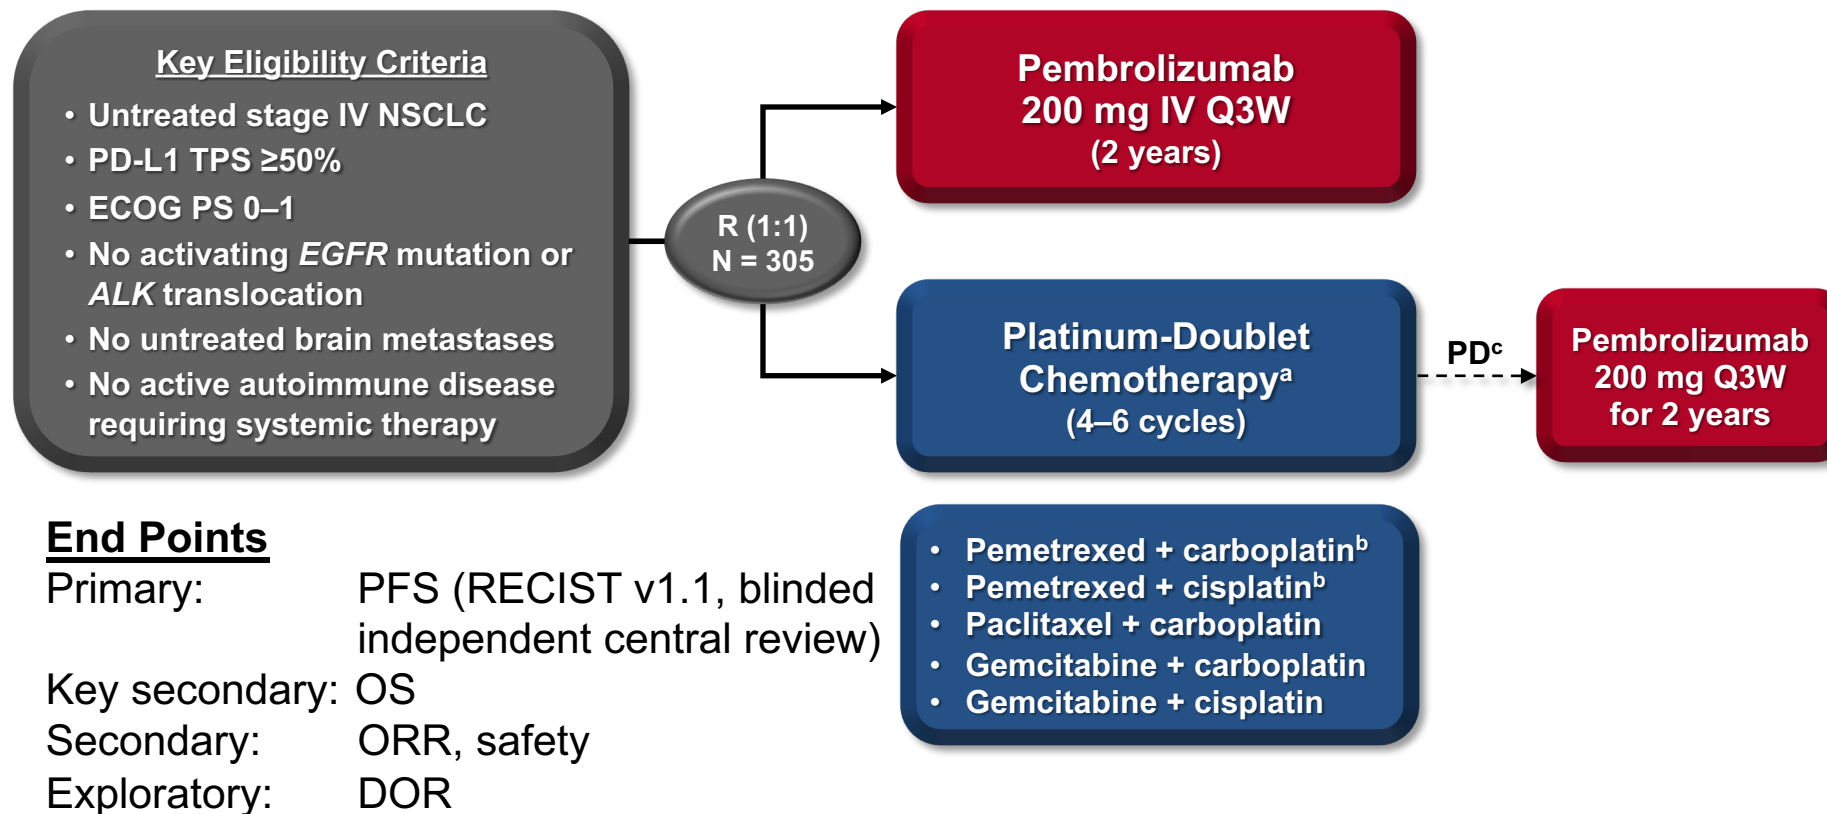 Key Eligibility Criteria
• Untreated stage IV NSCLC
• PD-L1 TPS ≥50%
• ECOG PS 0–1
• No activating EGFR mutation or
ALK translocation
• No untreated brain metastases
• No active autoimmune disease
requiring systemic therapy
R (1:1)
N = 305
Pembrolizumab
200 mg IV Q3W
(2 years)
Platinum-Doublet
Chemotherapyᵃ
(4–6 cycles)
PDᶜ
Pembrolizumab
200 mg Q3W
for 2 years
• Pemetrexed + carboplatinᵇ
• Pemetrexed + cisplatinᵇ
• Paclitaxel + carboplatin
• Gemcitabine + carboplatin
• Gemcitabine + cisplatin
End Points
Primary: PFS (RECIST v1.1, blinded
independent central review)
Key secondary: OS
Secondary: ORR, safety
Exploratory: DOR